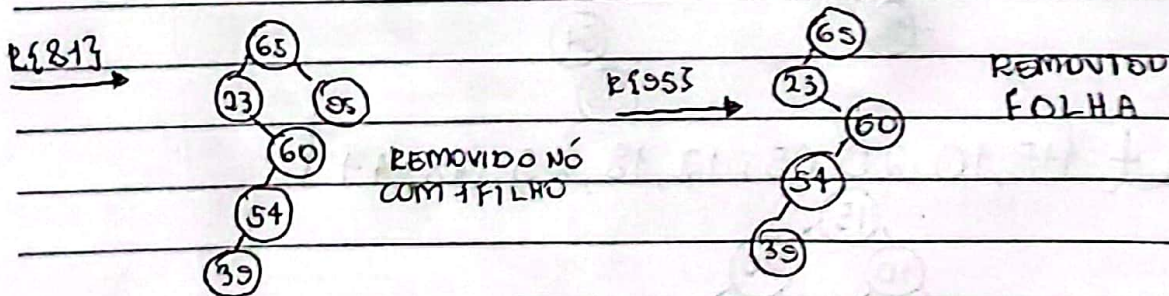 R{81}
65
23 95
60
54
39
REMOVIDO NÓ
COM 1 FILHO
R{95}
65
23
60
54
39
REMOVIDO
FOLHA